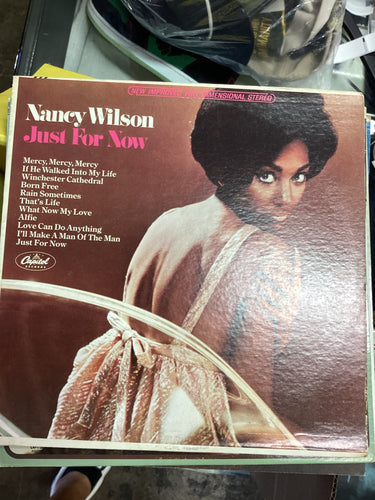 NEW IMPROVED FULL DIMENSIONAL STEREO
Nancy Wilson
Just For Now
Mercy, Mercy, Mercy
If He Walked Into My Life
Winchester Cathedral
Born Free
Rain Sometimes
That's Life
What Now My Love
Alfie
Love Can Do Anything
I'll Make A Man Of The Man
Just For Now
Capitol
RECORDS